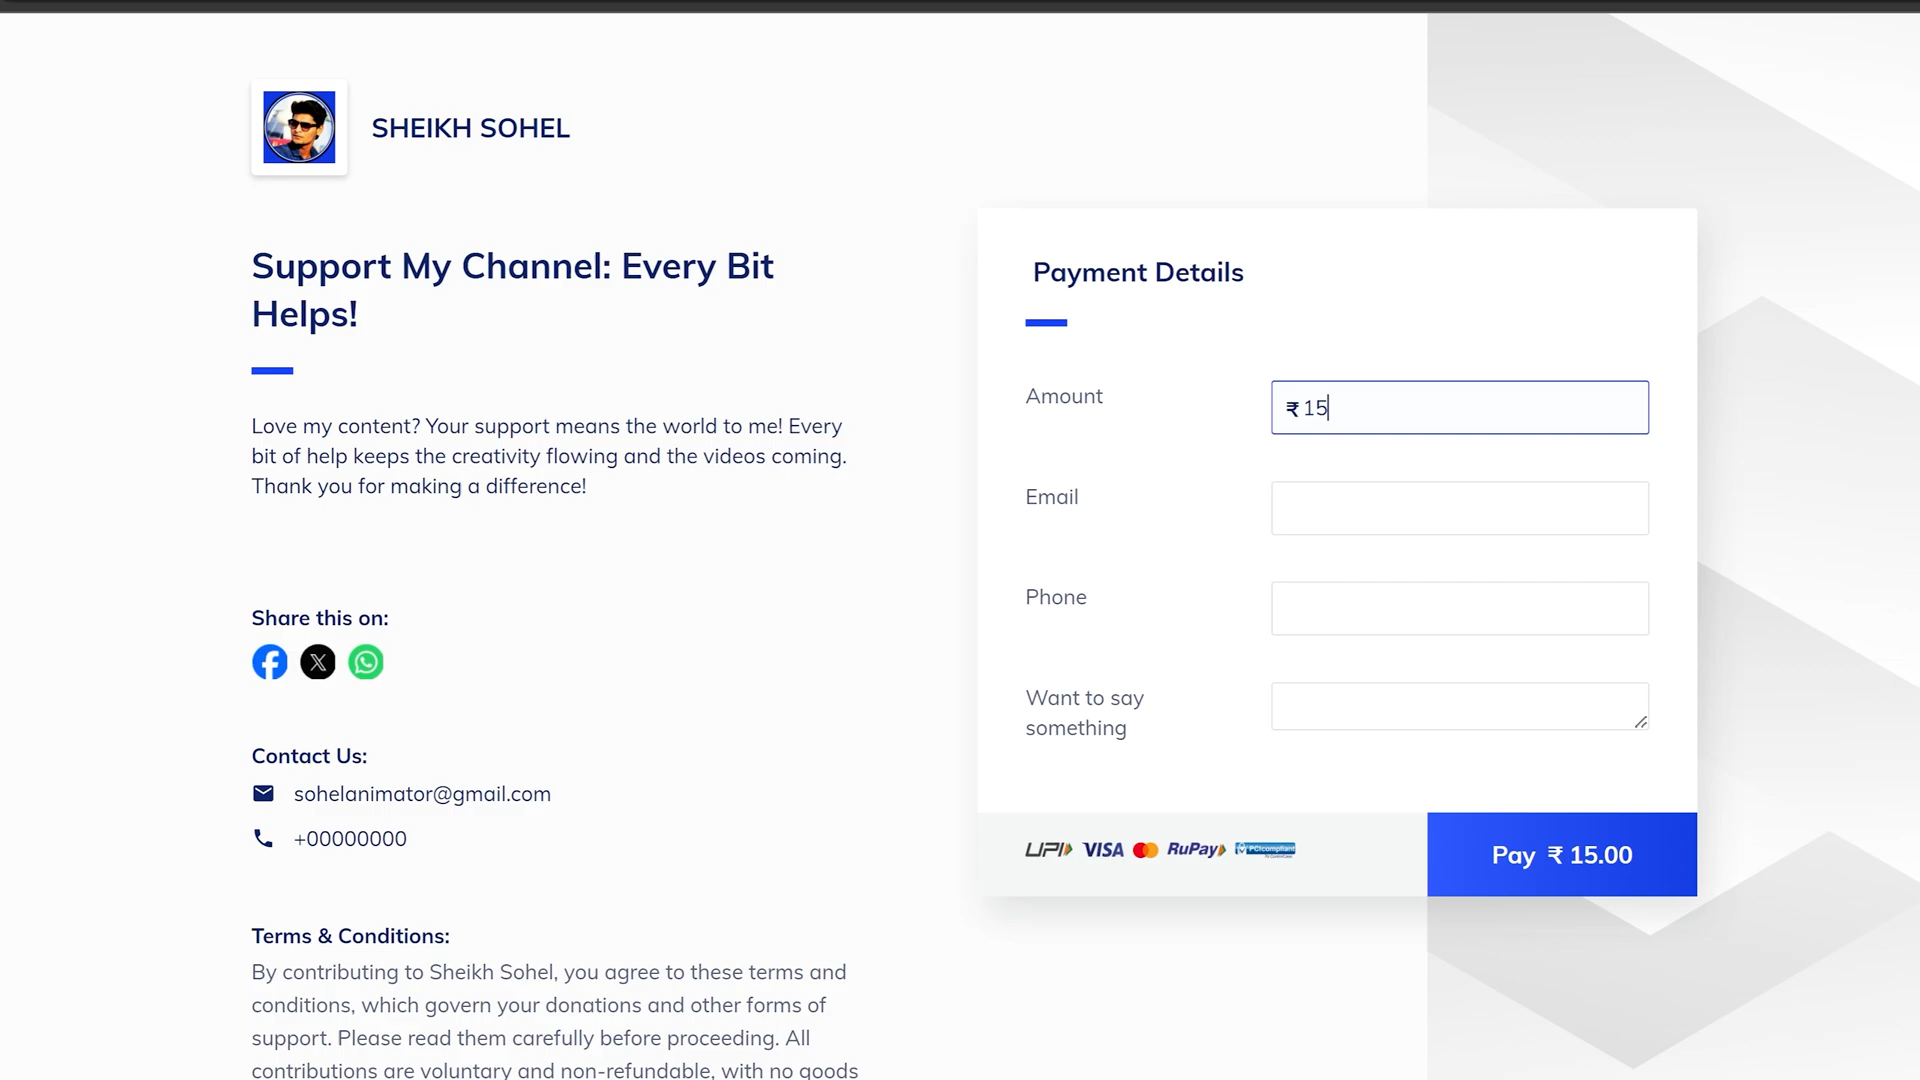 SHEIKH SOHEL
Support My Channel: Every Bit
Helps!
Love my content? Your support means the world to me! Every
bit of help keeps the creativity flowing and the videos coming.
Thank you for making a difference!
Share this on:
Contact Us:
sohelanimator@gmail.com
+00000000
Terms & Conditions:
By contributing to Sheikh Sohel, you agree to these terms and
conditions, which govern your donations and other forms of
support. Please read them carefully before proceeding. All
contributions are voluntary and non-refundable, with no goods
Payment Details
Amount
₹ 15
Email
Phone
Want to say
something
UPI VISA RuPay PCI compliant
Pay ₹ 15.00